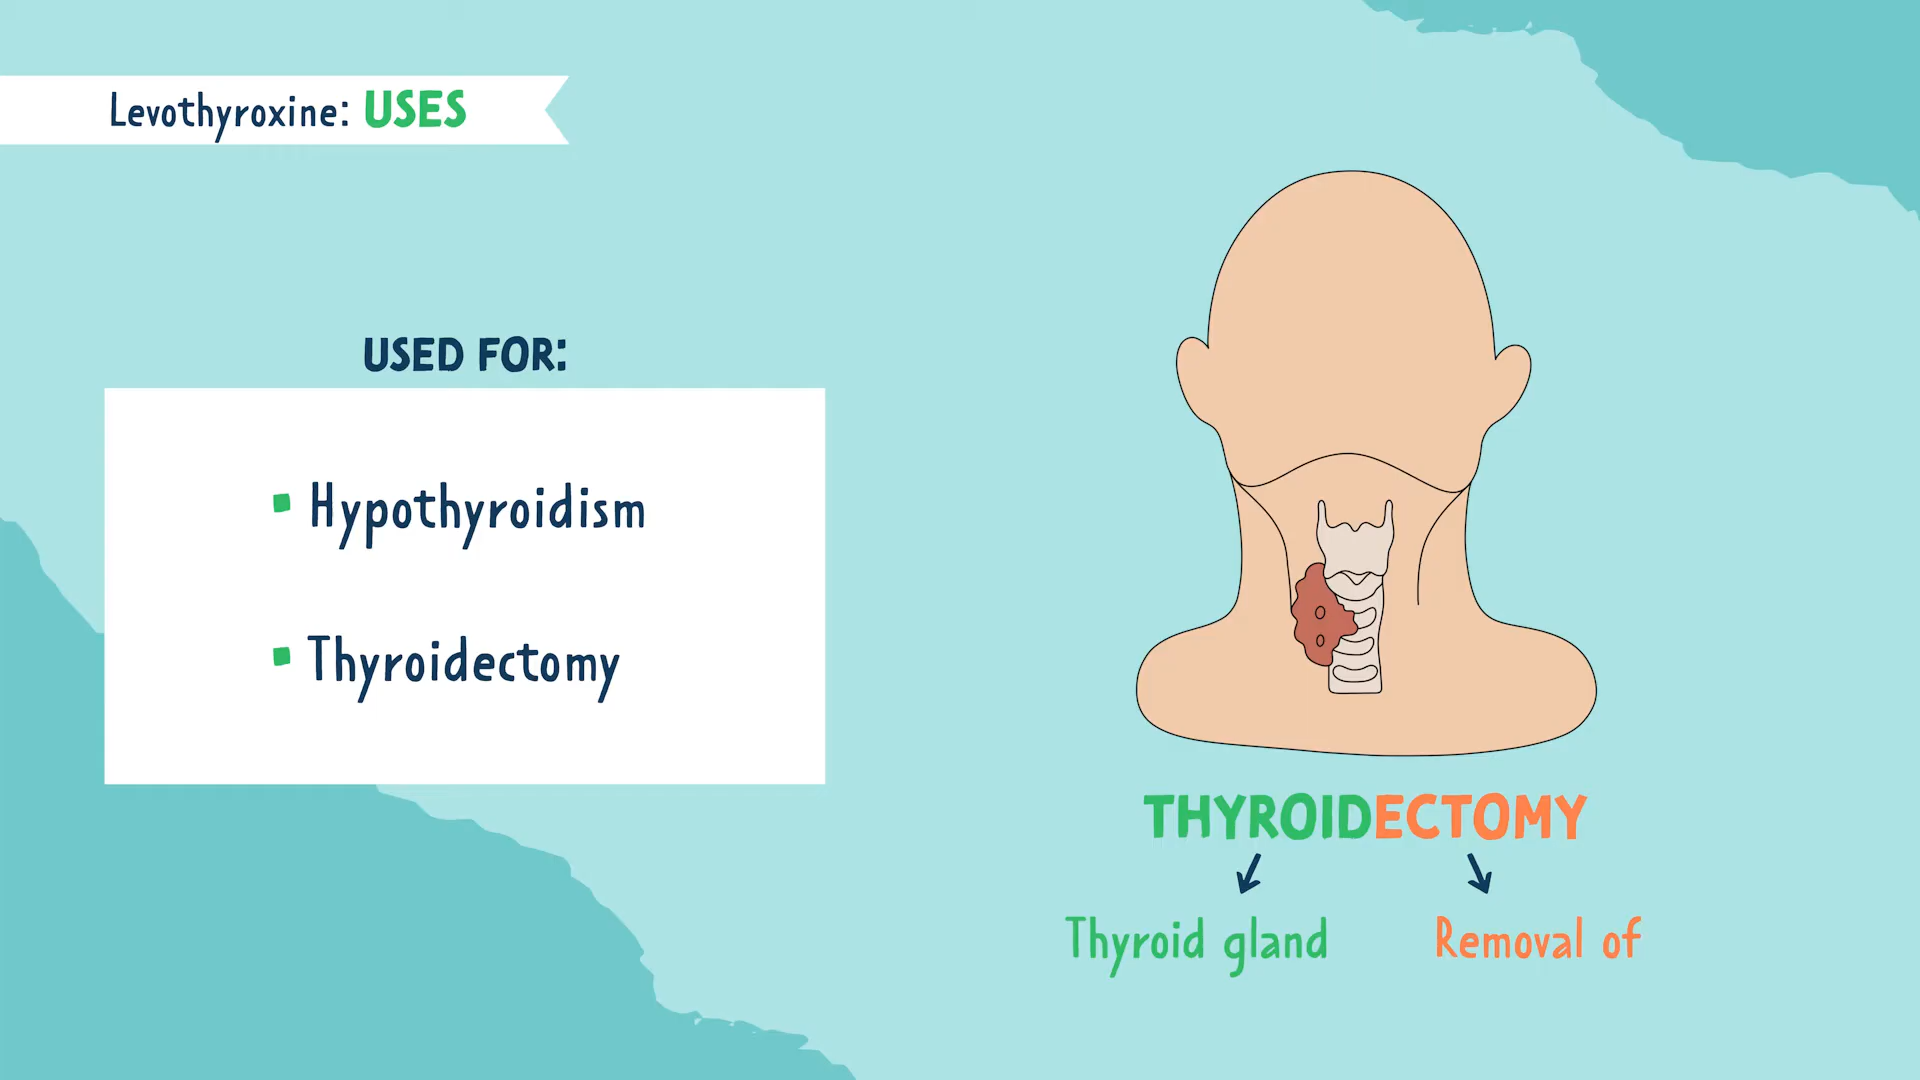 Levothyroxine: USES
USED FOR:
▪ Hypothyroidism
▪ Thyroidectomy
THYROIDECTOMY
Thyroid gland
Removal of